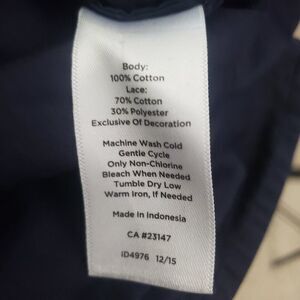 Body:
100% Cotton
Lace:
70% Cotton
30% Polyester
Exclusive Of Decoration
Machine Wash Cold
Gentle Cycle
Only Non-Chlorine
Bleach When Needed
Tumble Dry Low
Warm Iron, If Needed
Made in Indonesia
CA #23147
ID4976 12/15